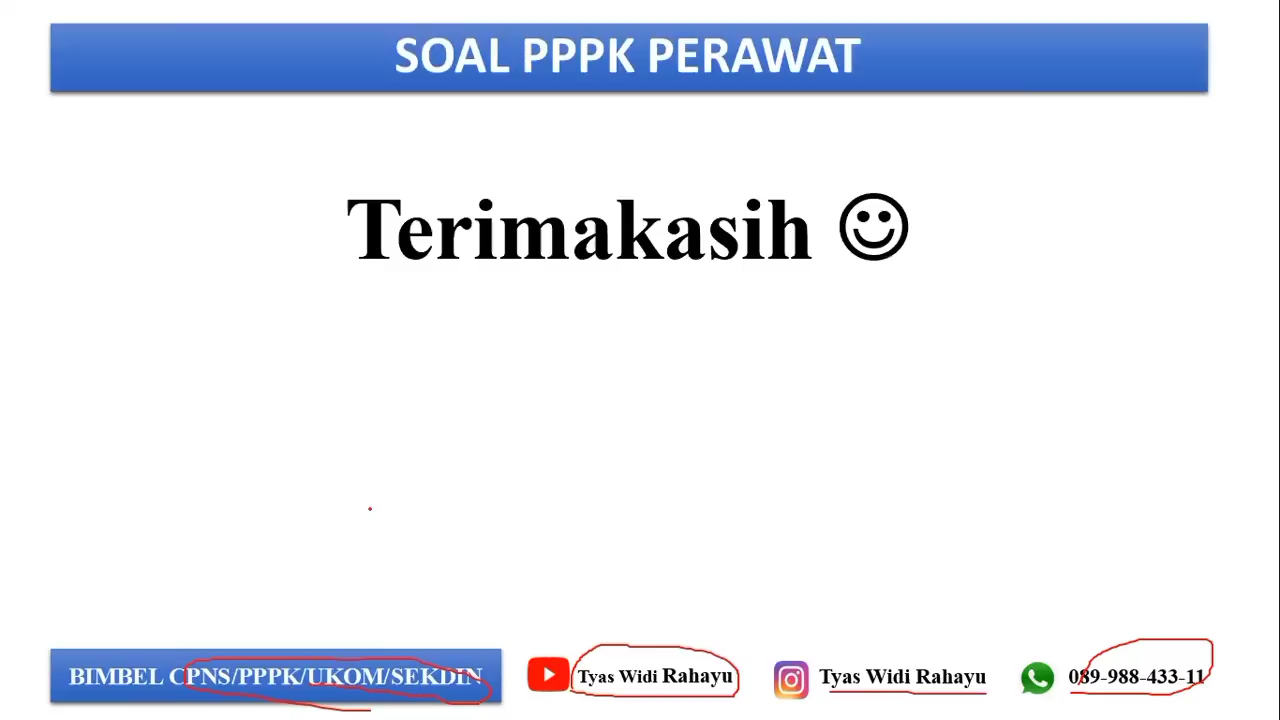 SOAL PPPK PERAWAT
Terimakasih ☺
BIMBEL CPNS/PPPK/UKOM/SEKDIN
Tyas Widi Rahayu
Tyas Widi Rahayu
089-988-433-11